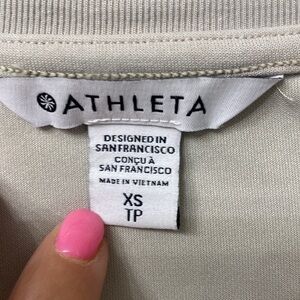 ATHLETA
DESIGNED IN
SAN FRANCISCO
CONÇU À
SAN FRANCISCO
MADE IN VIETNAM
XS
TP